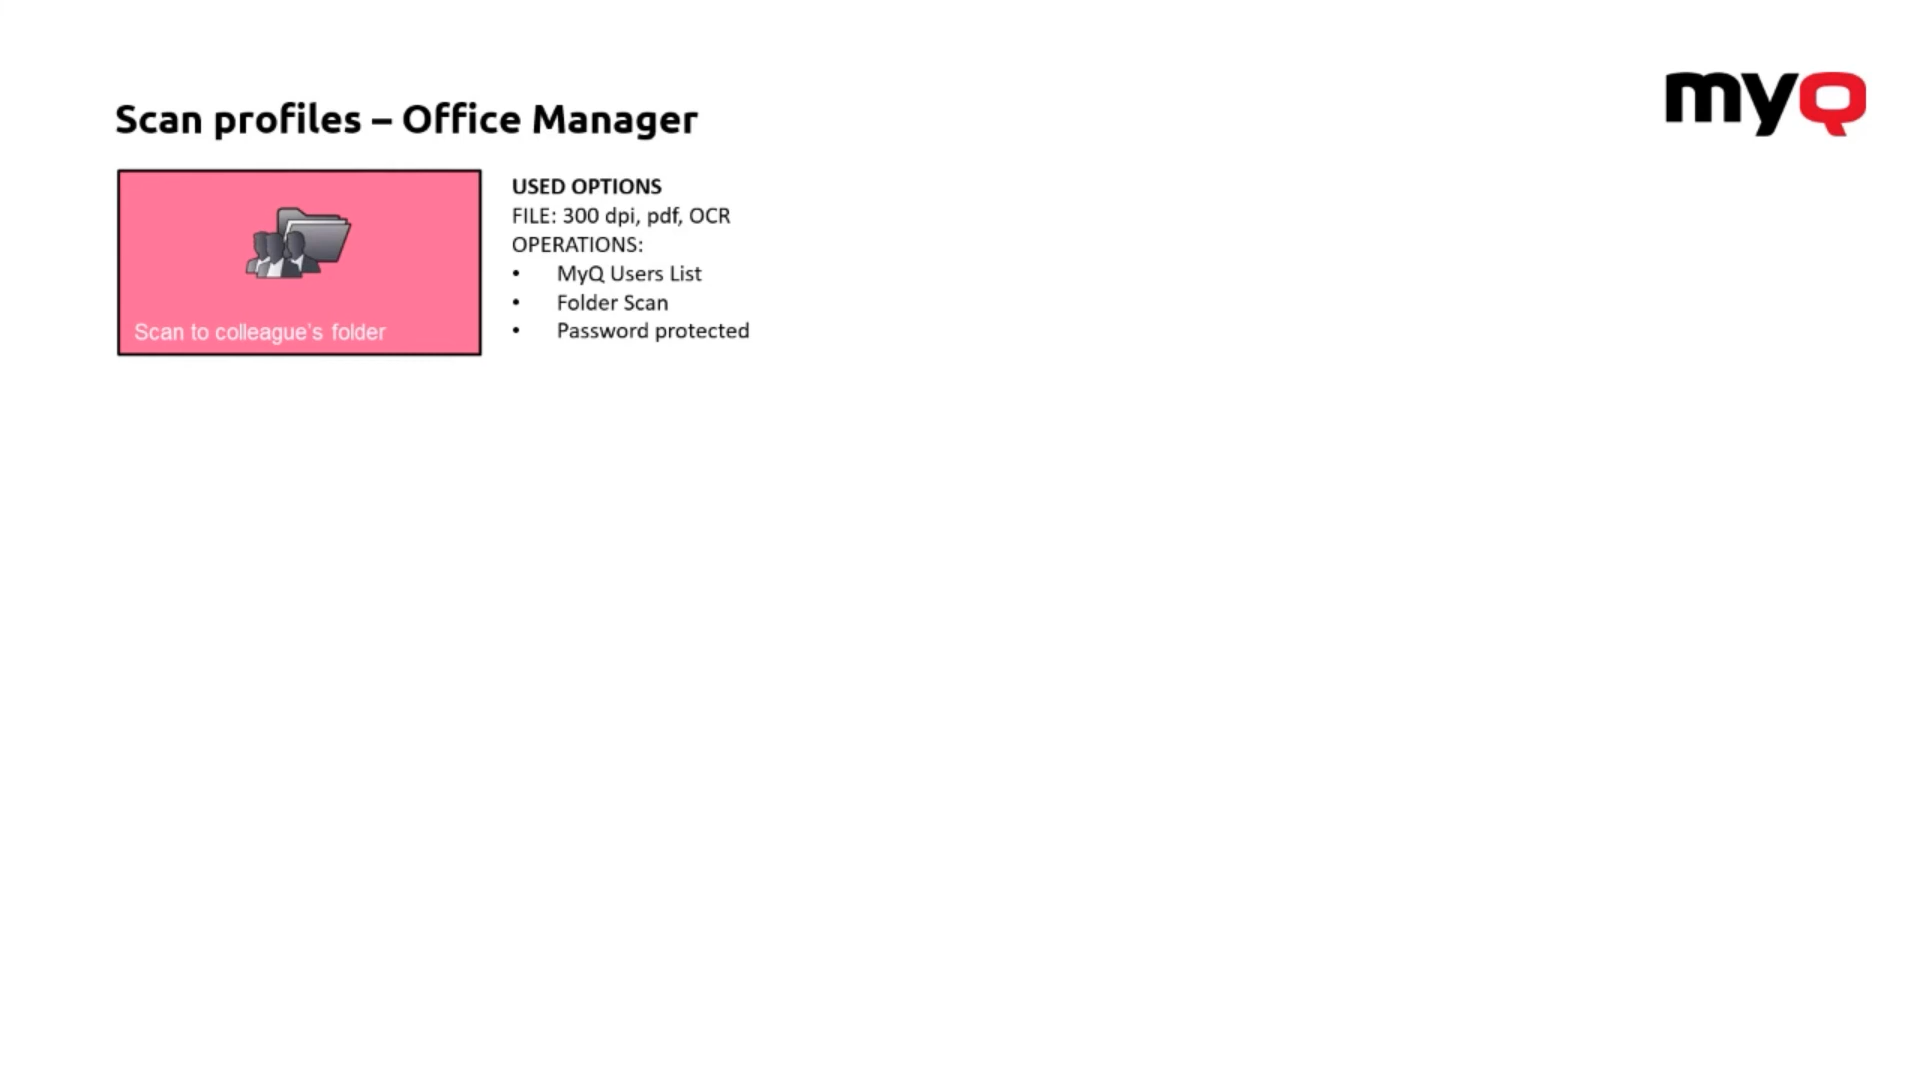 myQ
Scan profiles – Office Manager
Scan to colleague's folder
USED OPTIONS
FILE: 300 dpi, pdf, OCR
OPERATIONS:
• MyQ Users List
• Folder Scan
• Password protected